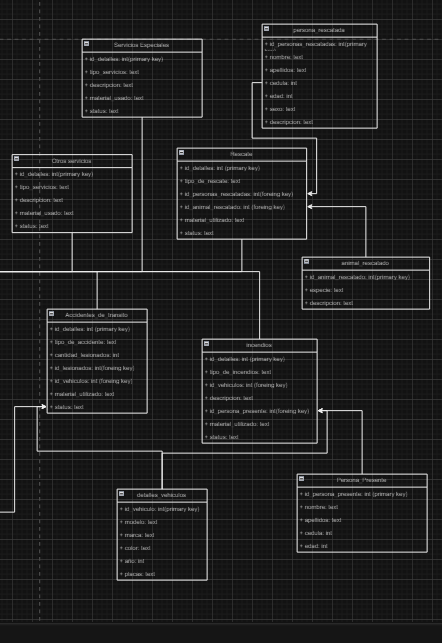 persona_rescatada
+ id_personas_rescatadas: int(primary
+ nombre: text
+ apellidos: text
+ cedula: int
+ edad: int
+ sexo: text
+ descripcion: text
Servicios Especiales
+ id_detalles: int(primary key)
+ tipo_servicios: text
+ descripcion: text
+ material_usado: text
+ status: text
Otros servicios
+ id_detalles: int(primary key)
+ tipo_servicios: text
+ descripcion: text
+ material_usado: text
+ status: text
Rescate
+ id_detalles: int (primary key)
+ tipo_de_rescate: text
+ id_personas_rescatadas: int(foreing key)
+ id_animal_rescatado: int (foreing key)
+ material_utilizado: text
+ status: text
animal_rescatado
+ id_animal_rescatado: int(primary key)
+ especie: text
+ descripcion: text
Accidentes_de_transito
+ id_detalles: int (primary key)
+ tipo_de_accidente: text
+ cantidad_lesionados: int
+ id_lesionados: int(foreing key)
+ id_vehiculos: int (foreing key)
+ material_utilizado: text
+ status: text
incendios
+ id_detalles: int (primary key)
+ tipo_de_incendios: text
+ id_vehiculos: int (foreing key)
+ descripcion: text
+ id_persona_presente: int(foreing key)
+ material_utilizado: text
+ status: text
detalles_vehiculos
+ id_vehiculo: int(primary key)
+ modelo: text
+ marca: text
+ color: text
+ año: int
+ placas: text
Persona_Presente
+ id_persona_presente: int (primary key)
+ nombre: text
+ apellidos: text
+ cedula: int
+ edad: int